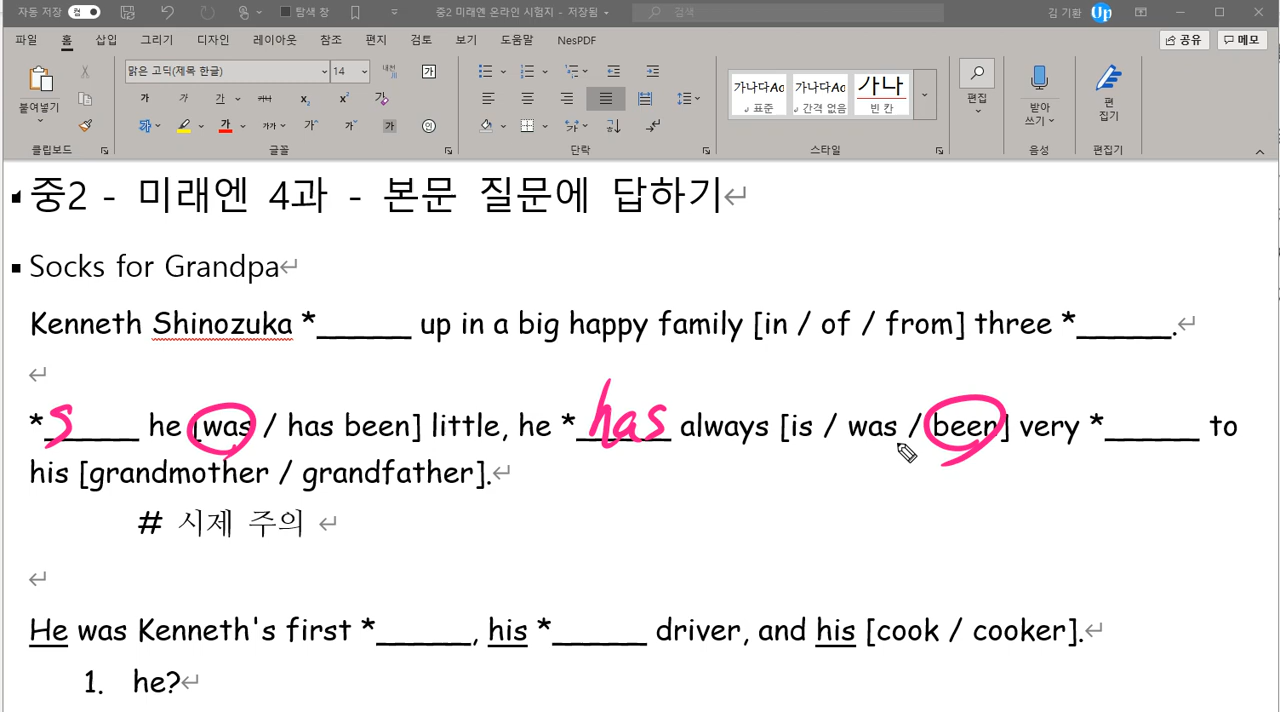 자동 저장 켬 탐색 창 중2 미래엔 온라인 시험지 - 저장됨 검색 김 기환 Up
파일 홈 삽입 그리기 디자인 레이아웃 참조 편지 검토 보기 도움말 NesPDF 공유 메모
붙여넣기 맑은 고딕(제목 한글) 14 가나다Aa 가나다Aa 가나 편집 받아쓰기 편집기
표준 간격 없음 빈 칸
클립보드 글꼴 단락 스타일 음성 편집기
중2 - 미래엔 4과 - 본문 질문에 답하기
Socks for Grandpa
Kenneth Shinozuka *_____ up in a big happy family [in / of / from] three *_____.
*s_____ he [was / has been] little, he *has always [is / was / been] very *_____ to
his [grandmother / grandfather].
# 시제 주의
He was Kenneth's first *_____, his *_____ driver, and his [cook / cooker].
1. he?